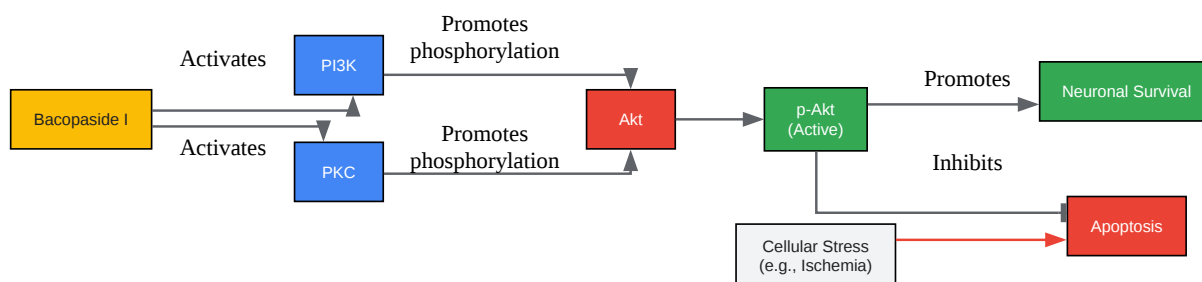 Bacopaside I
Activates
Activates
PI3K
PKC
Promotes
phosphorylation
Promotes
phosphorylation
Akt
p-Akt
(Active)
Promotes
Neuronal Survival
Inhibits
Apoptosis
Cellular Stress
(e.g., Ischemia)